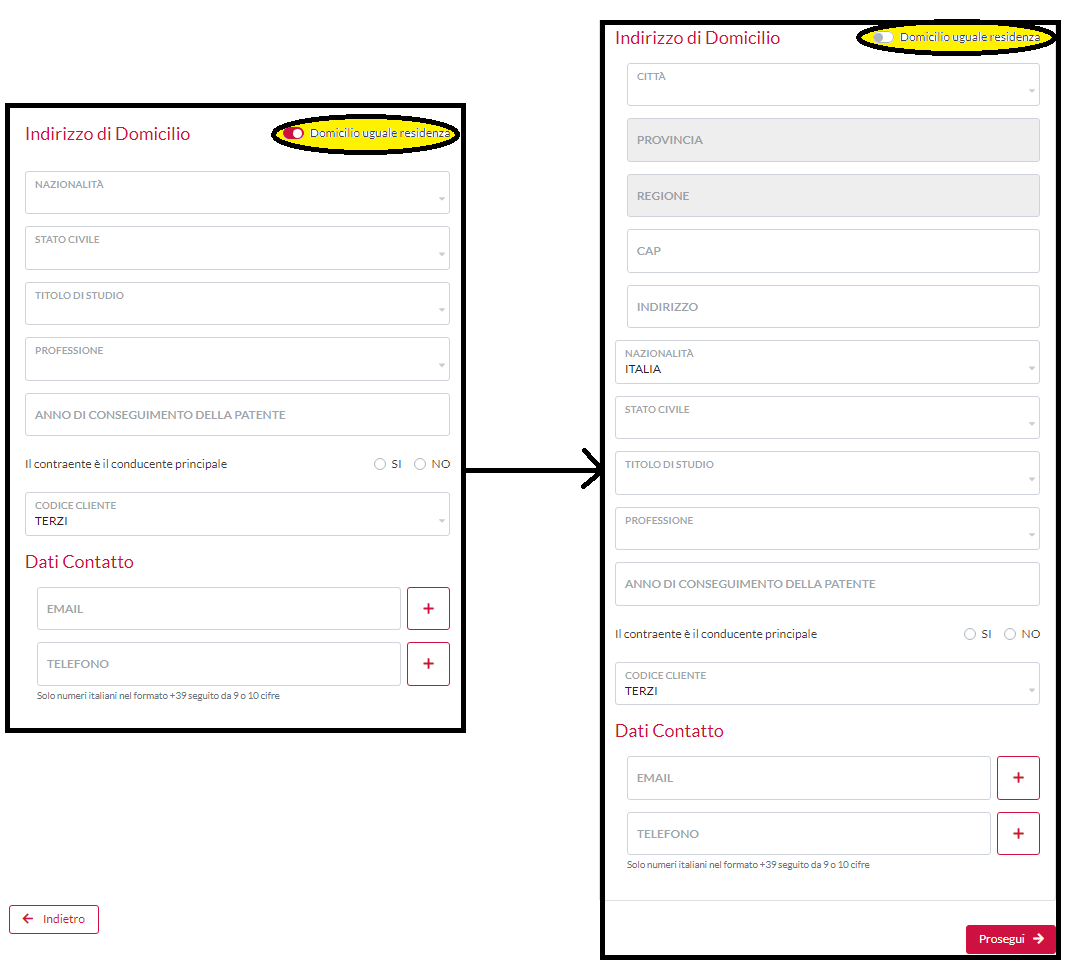 Indirizzo di Domicilio
Domicilio uguale residenza
NAZIONALITÀ
STATO CIVILE
TITOLO DI STUDIO
PROFESSIONE
ANNO DI CONSEGUIMENTO DELLA PATENTE
Il contraente è il conducente principale SI NO
CODICE CLIENTE
TERZI
Dati Contatto
EMAIL +
TELEFONO +
Solo numeri italiani nel formato +39 seguito da 9 o 10 cifre
Indietro
Indirizzo di Domicilio
Domicilio uguale residenza
CITTÀ
PROVINCIA
REGIONE
CAP
INDIRIZZO
NAZIONALITÀ
ITALIA
STATO CIVILE
TITOLO DI STUDIO
PROFESSIONE
ANNO DI CONSEGUIMENTO DELLA PATENTE
Il contraente è il conducente principale SI NO
CODICE CLIENTE
TERZI
Dati Contatto
EMAIL +
TELEFONO +
Solo numeri italiani nel formato +39 seguito da 9 o 10 cifre
Prosegui